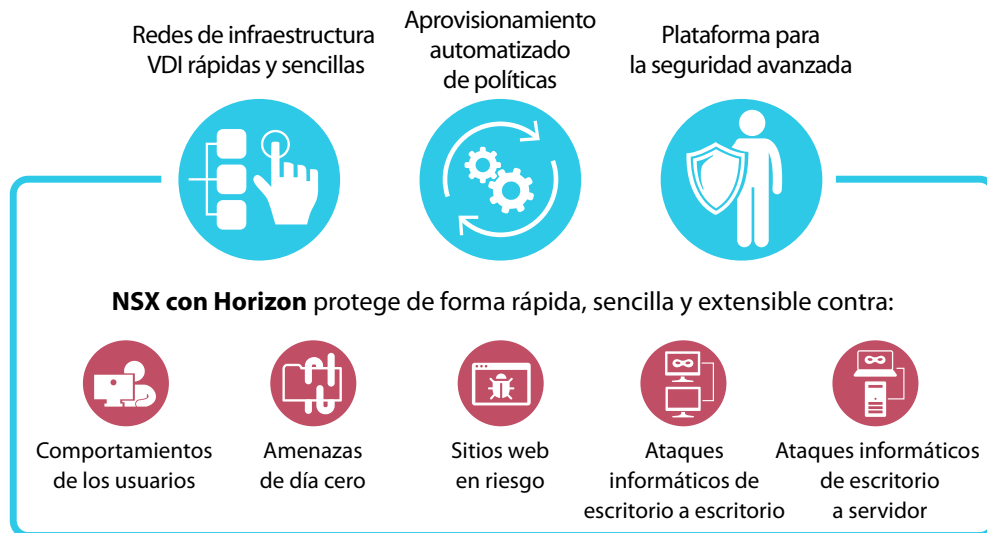 Redes de infraestructura
VDI rápidas y sencillas
Aprovisionamiento
automatizado
de políticas
Plataforma para
la seguridad avanzada
NSX con Horizon protege de forma rápida, sencilla y extensible contra:
Comportamientos
de los usuarios
Amenazas
de día cero
Sitios web
en riesgo
Ataques
informáticos de
escritorio a escritorio
Ataques informáticos
de escritorio
a servidor